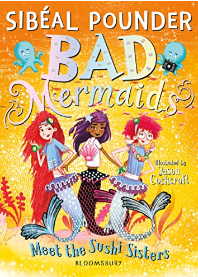 SIBÉAL POUNDER
BAD
Mermaids
Illustrated by
Jason
Cockcroft
Meet the Sushi Sisters
BLOOMSBURY